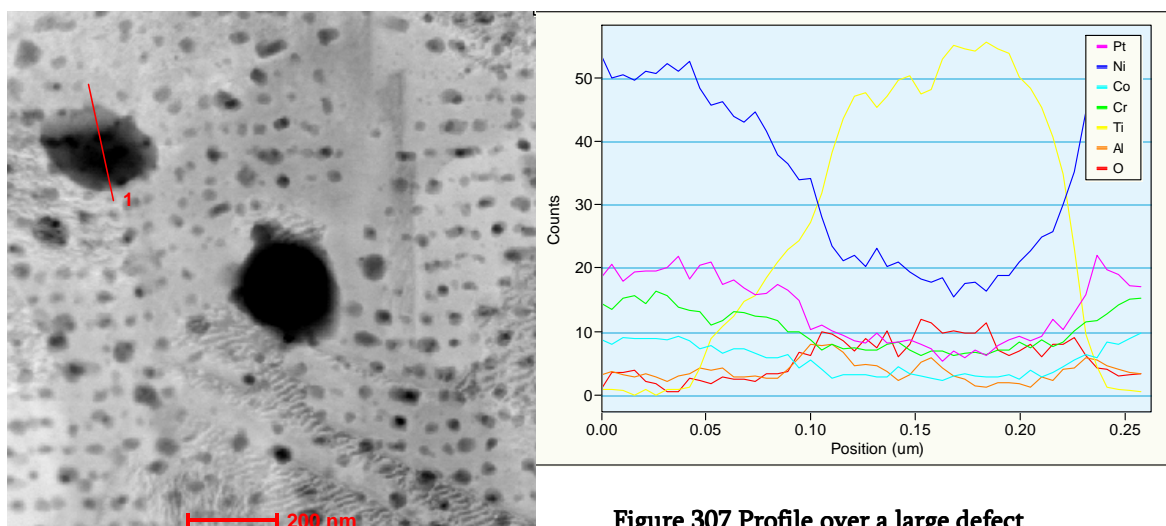 1
200 nm
Counts
50
40
30
20
10
0
0.00 0.05 0.10 0.15 0.20 0.25
Position (um)
Pt
Ni
Co
Cr
Ti
Al
O
Figure 307 Profile over a large defect